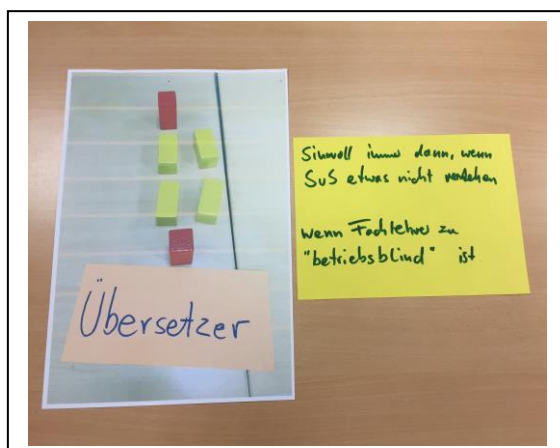 Übersetzer
Sinnvoll immer dann, wenn
SuS etwas nicht verstehen
wenn Fachlehrer zu
"betriebsblind" ist